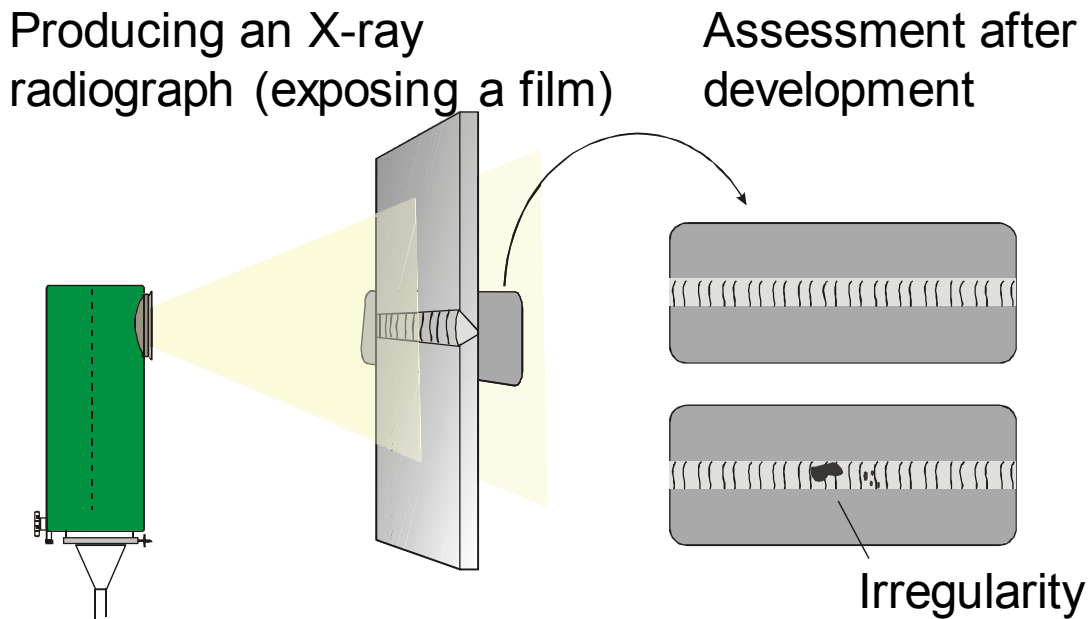 Producing an X-ray
radiograph (exposing a film)
Assessment after
development
Irregularity